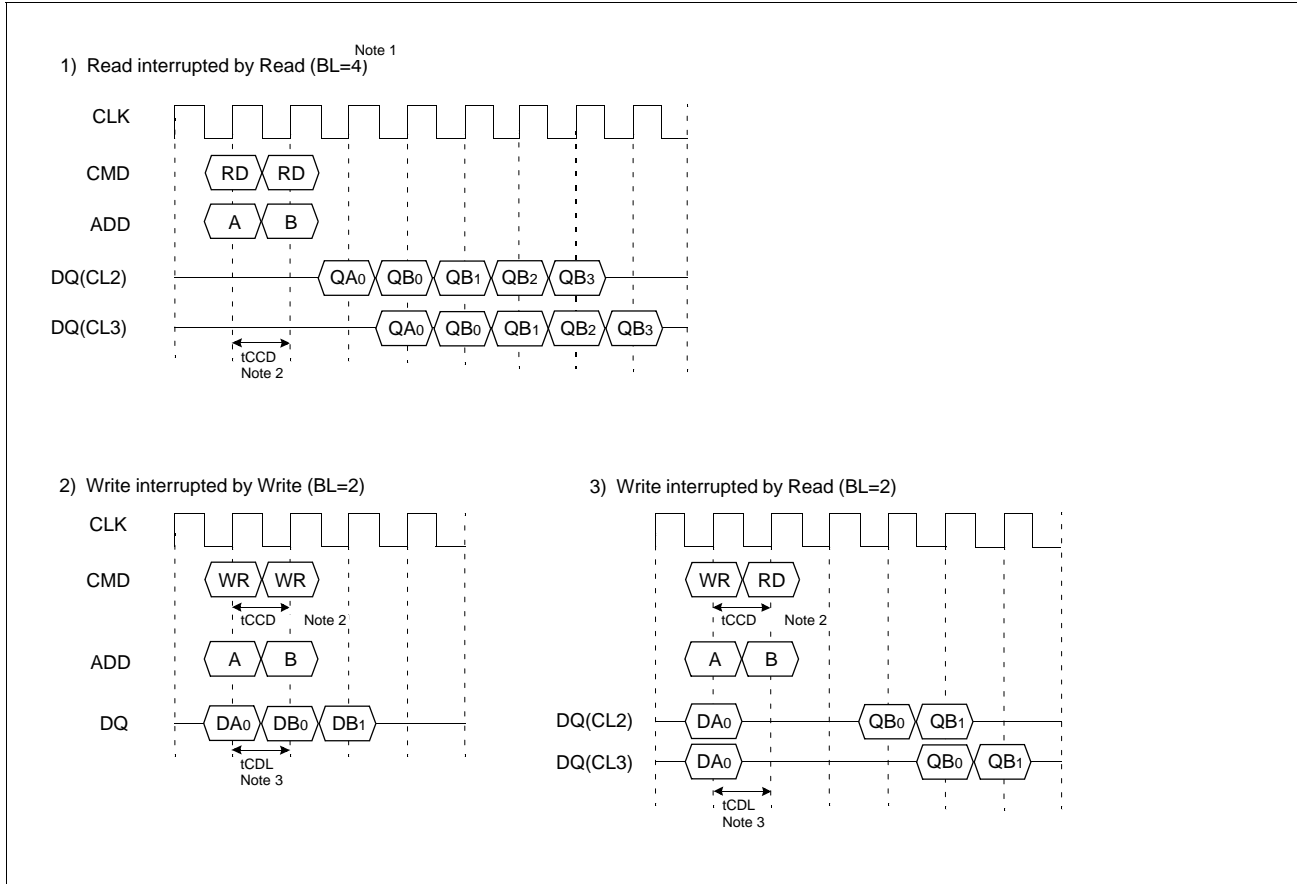 1) Read interrupted by Read (BL=4) Note 1
CLK
CMD RD RD
ADD A B
DQ(CL2) QA0 QB0 QB1 QB2 QB3
DQ(CL3) QA0 QB0 QB1 QB2 QB3
tCCD
Note 2
2) Write interrupted by Write (BL=2)
CLK
CMD WR WR
tCCD Note 2
ADD A B
DQ DA0 DB0 DB1
tCDL
Note 3
3) Write interrupted by Read (BL=2)
WR RD
tCCD Note 2
A B
DQ(CL2) DA0 QB0 QB1
DQ(CL3) DA0 QB0 QB1
tCDL
Note 3